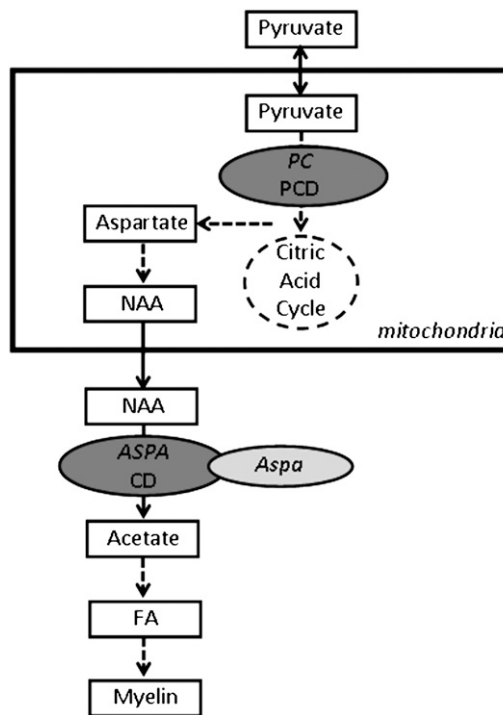 Pyruvate
Pyruvate
PC
PCD
Aspartate
Citric
Acid
Cycle
NAA
mitochondria
NAA
ASPA
CD
Aspa
Acetate
FA
Myelin